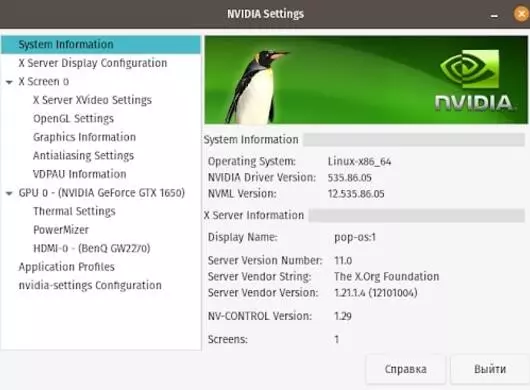 NVIDIA Settings
System Information
X Server Display Configuration
X Screen 0
X Server XVideo Settings
OpenGL Settings
Graphics Information
Antialiasing Settings
VDPAU Information
GPU 0 - (NVIDIA GeForce GTX 1650)
Thermal Settings
PowerMizer
HDMI-0 - (BenQ GW2270)
Application Profiles
nvidia-settings Configuration
NVIDIA
System Information
Operating System: Linux-x86_64
NVIDIA Driver Version: 535.86.05
NVML Version: 12.535.86.05
X Server Information
Display Name: pop-os:1
Server Version Number: 11.0
Server Vendor String: The X.Org Foundation
Server Vendor Version: 1.21.1.4 (12101004)
NV-CONTROL Version: 1.29
Screens: 1
Справка Выйти